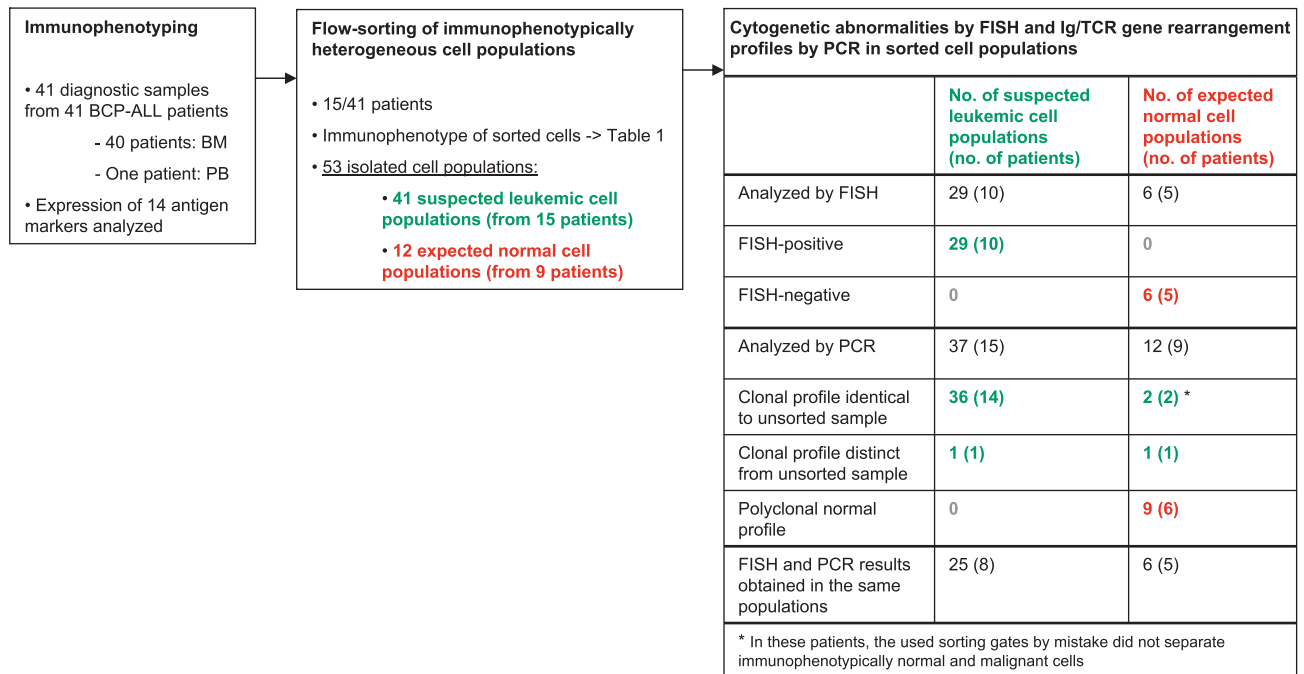 Immunophenotyping
• 41 diagnostic samples
from 41 BCP-ALL patients
- 40 patients: BM
- One patient: PB
• Expression of 14 antigen
markers analyzed
Flow-sorting of immunophenotypically
heterogeneous cell populations
• 15/41 patients
• Immunophenotype of sorted cells -> Table 1
• 53 isolated cell populations:
• 41 suspected leukemic cell
populations (from 15 patients)
• 12 expected normal cell
populations (from 9 patients)
Cytogenetic abnormalities by FISH and Ig/TCR gene rearrangement
profiles by PCR in sorted cell populations
No. of suspected
leukemic cell
populations
(no. of patients)
No. of expected
normal cell
populations
(no. of patients)
Analyzed by FISH
29 (10)
6 (5)
FISH-positive
29 (10)
0
FISH-negative
0
6 (5)
Analyzed by PCR
37 (15)
12 (9)
Clonal profile identical
to unsorted sample
36 (14)
2 (2) *
Clonal profile distinct
from unsorted sample
1 (1)
1 (1)
Polyclonal normal
profile
0
9 (6)
FISH and PCR results
obtained in the same
populations
25 (8)
6 (5)
* In these patients, the used sorting gates by mistake did not separate
immunophenotypically normal and malignant cells